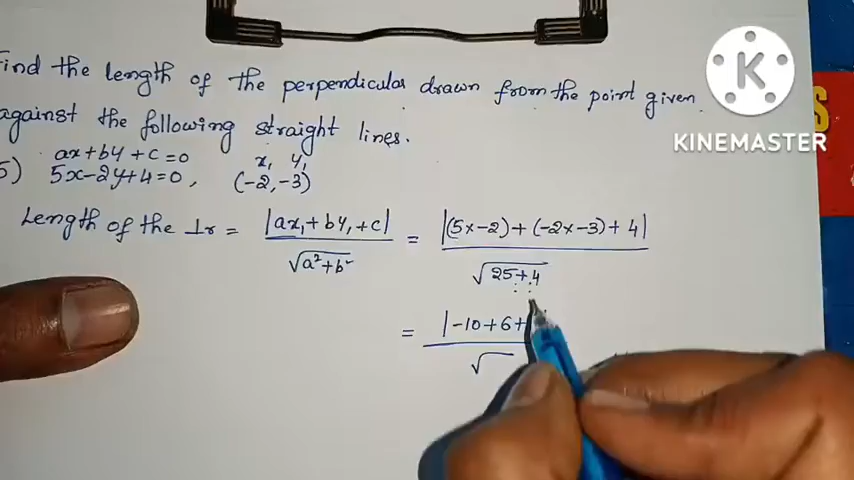 Find the length of the perpendicular drawn from the point given
against the following straight lines.
ax+by+c=0 x₁ y₁
5) 5x-2y+4=0, (-2,-3)
Length of the ⊥r = |ax₁+by₁+c| / √a²+b² = |(5x-2)+(-2x-3)+4| / √25+4
= |-10+6+ / √
K
KINEMASTER